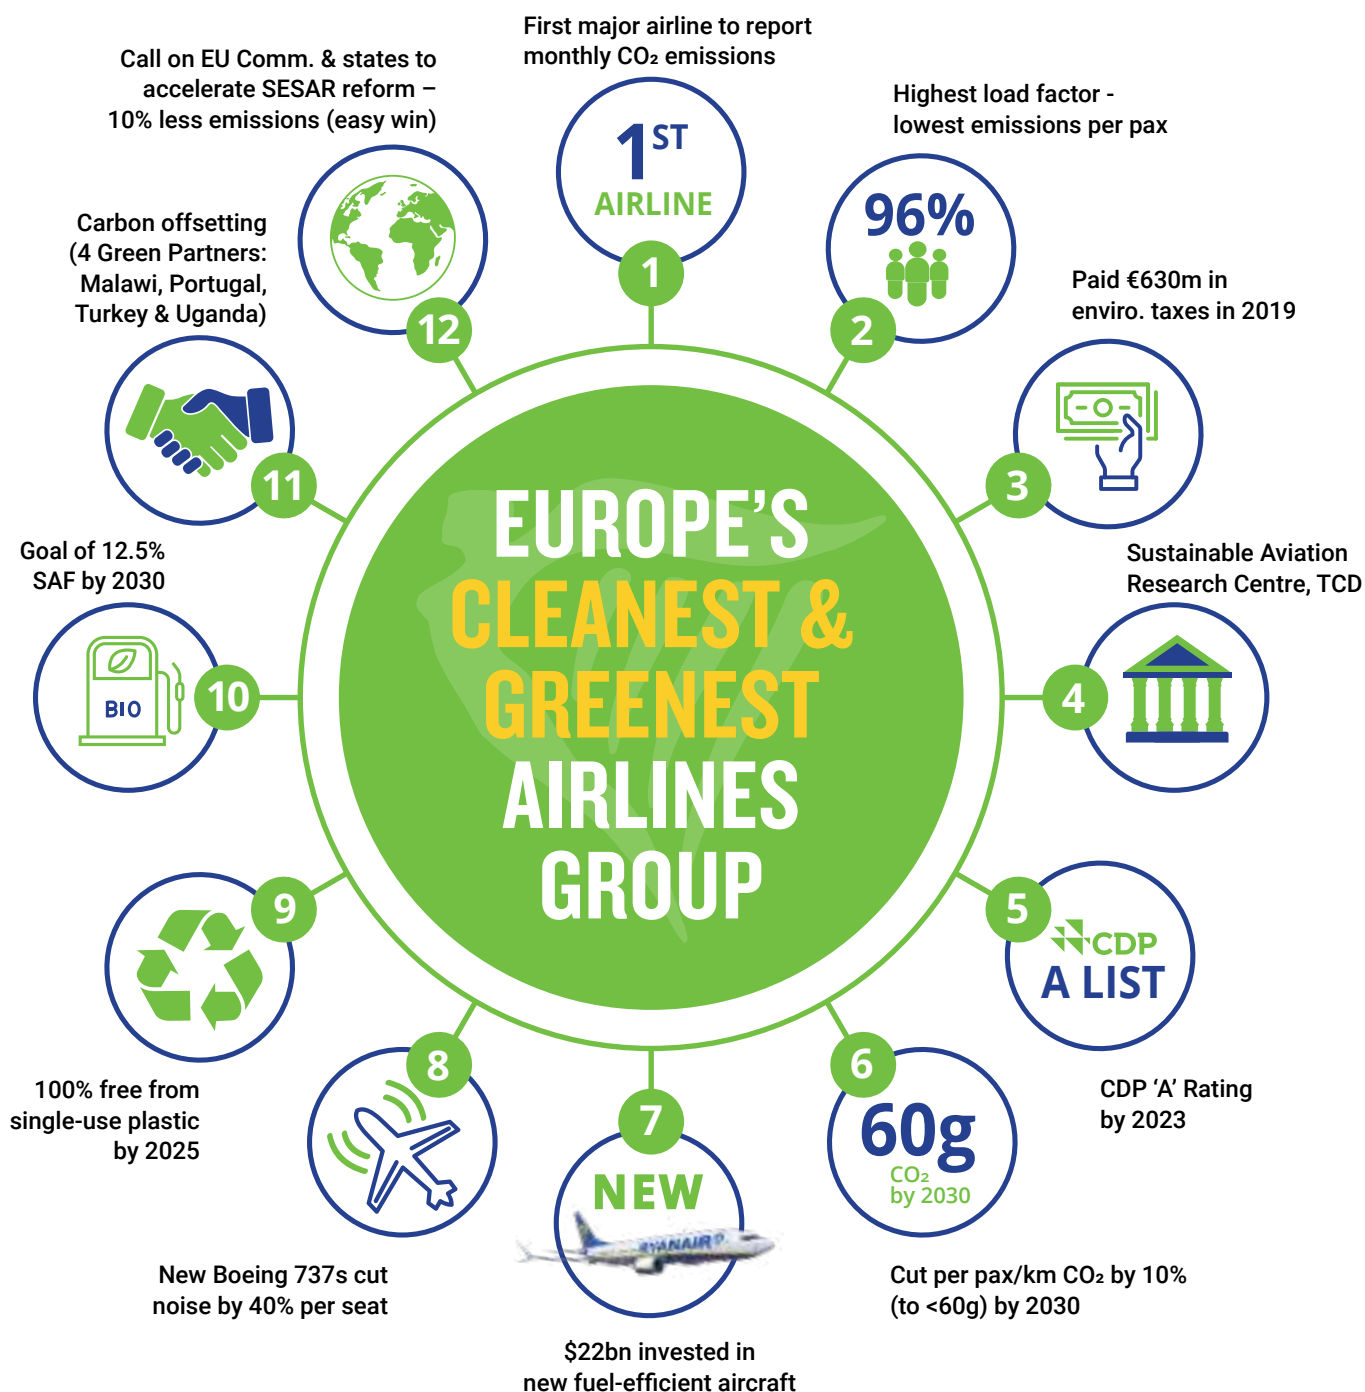 First major airline to report
monthly CO₂ emissions
1ST
AIRLINE
1
Highest load factor -
lowest emissions per pax
96%
2
Paid €630m in
enviro. taxes in 2019
3
Sustainable Aviation
Research Centre, TCD
4
5
CDP
A LIST
CDP ‘A’ Rating
by 2023
6
60g
CO₂
by 2030
Cut per pax/km CO₂ by 10%
(to <60g) by 2030
7
NEW
RYANAIR
$22bn invested in
new fuel-efficient aircraft
8
New Boeing 737s cut
noise by 40% per seat
9
100% free from
single-use plastic
by 2025
Goal of 12.5%
SAF by 2030
BIO
10
Carbon offsetting
(4 Green Partners:
Malawi, Portugal,
Turkey & Uganda)
11
Call on EU Comm. & states to
accelerate SESAR reform –
10% less emissions (easy win)
12
EUROPE’S
CLEANEST &
GREENEST
AIRLINES
GROUP